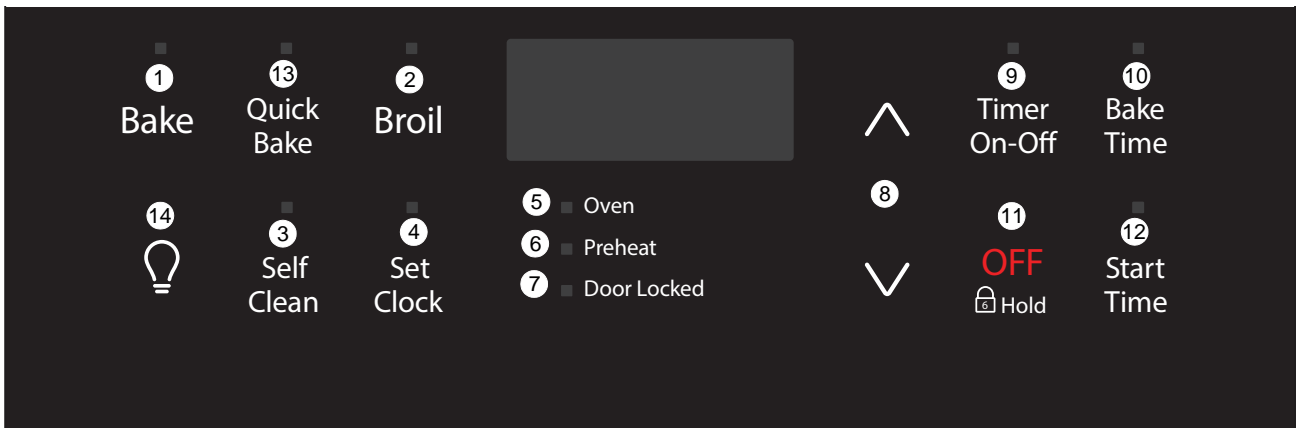 1
Bake
13
Quick
Bake
2
Broil
14
3
Self
Clean
4
Set
Clock
5 Oven
6 Preheat
7 Door Locked
8
9
Timer
On-Off
10
Bake
Time
11
OFF
6 Hold
12
Start
Time